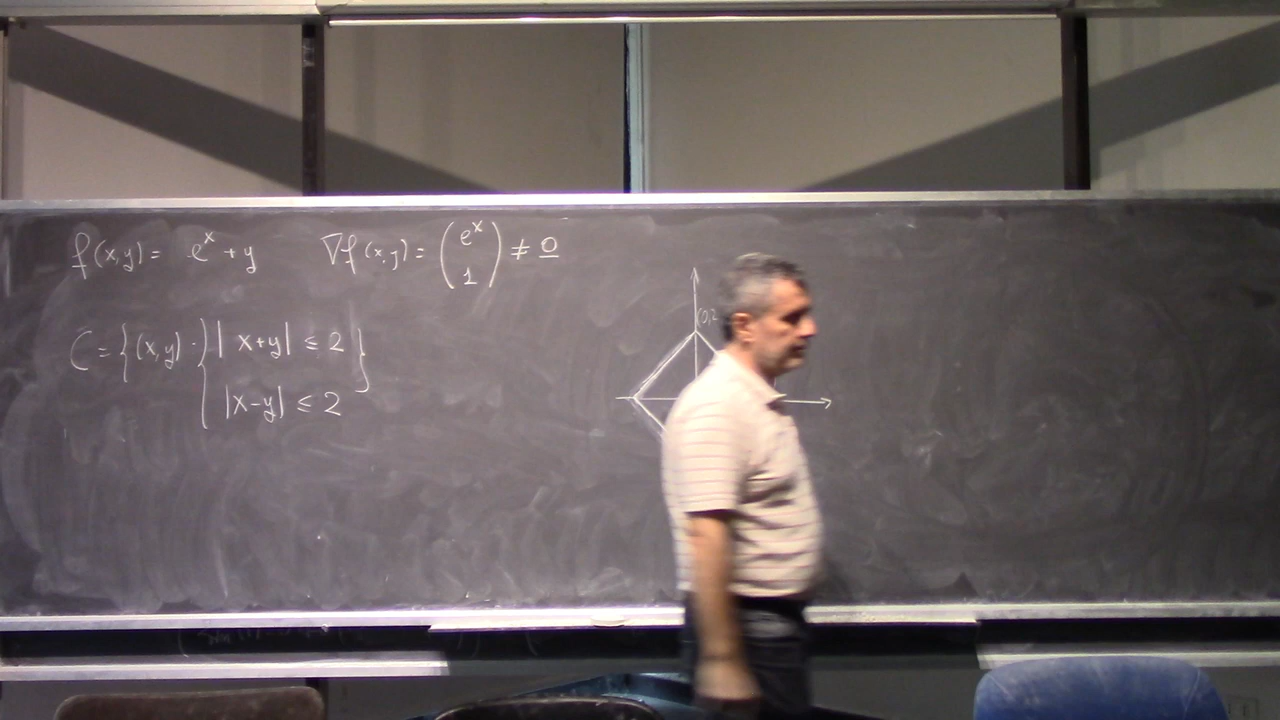 f(x,y) = e^x + y   ∇f(x,y) = (e^x 1) ≠ 0
C = {(x,y) : { |x+y| ≤ 2 }
|x-y| ≤ 2
(0,2